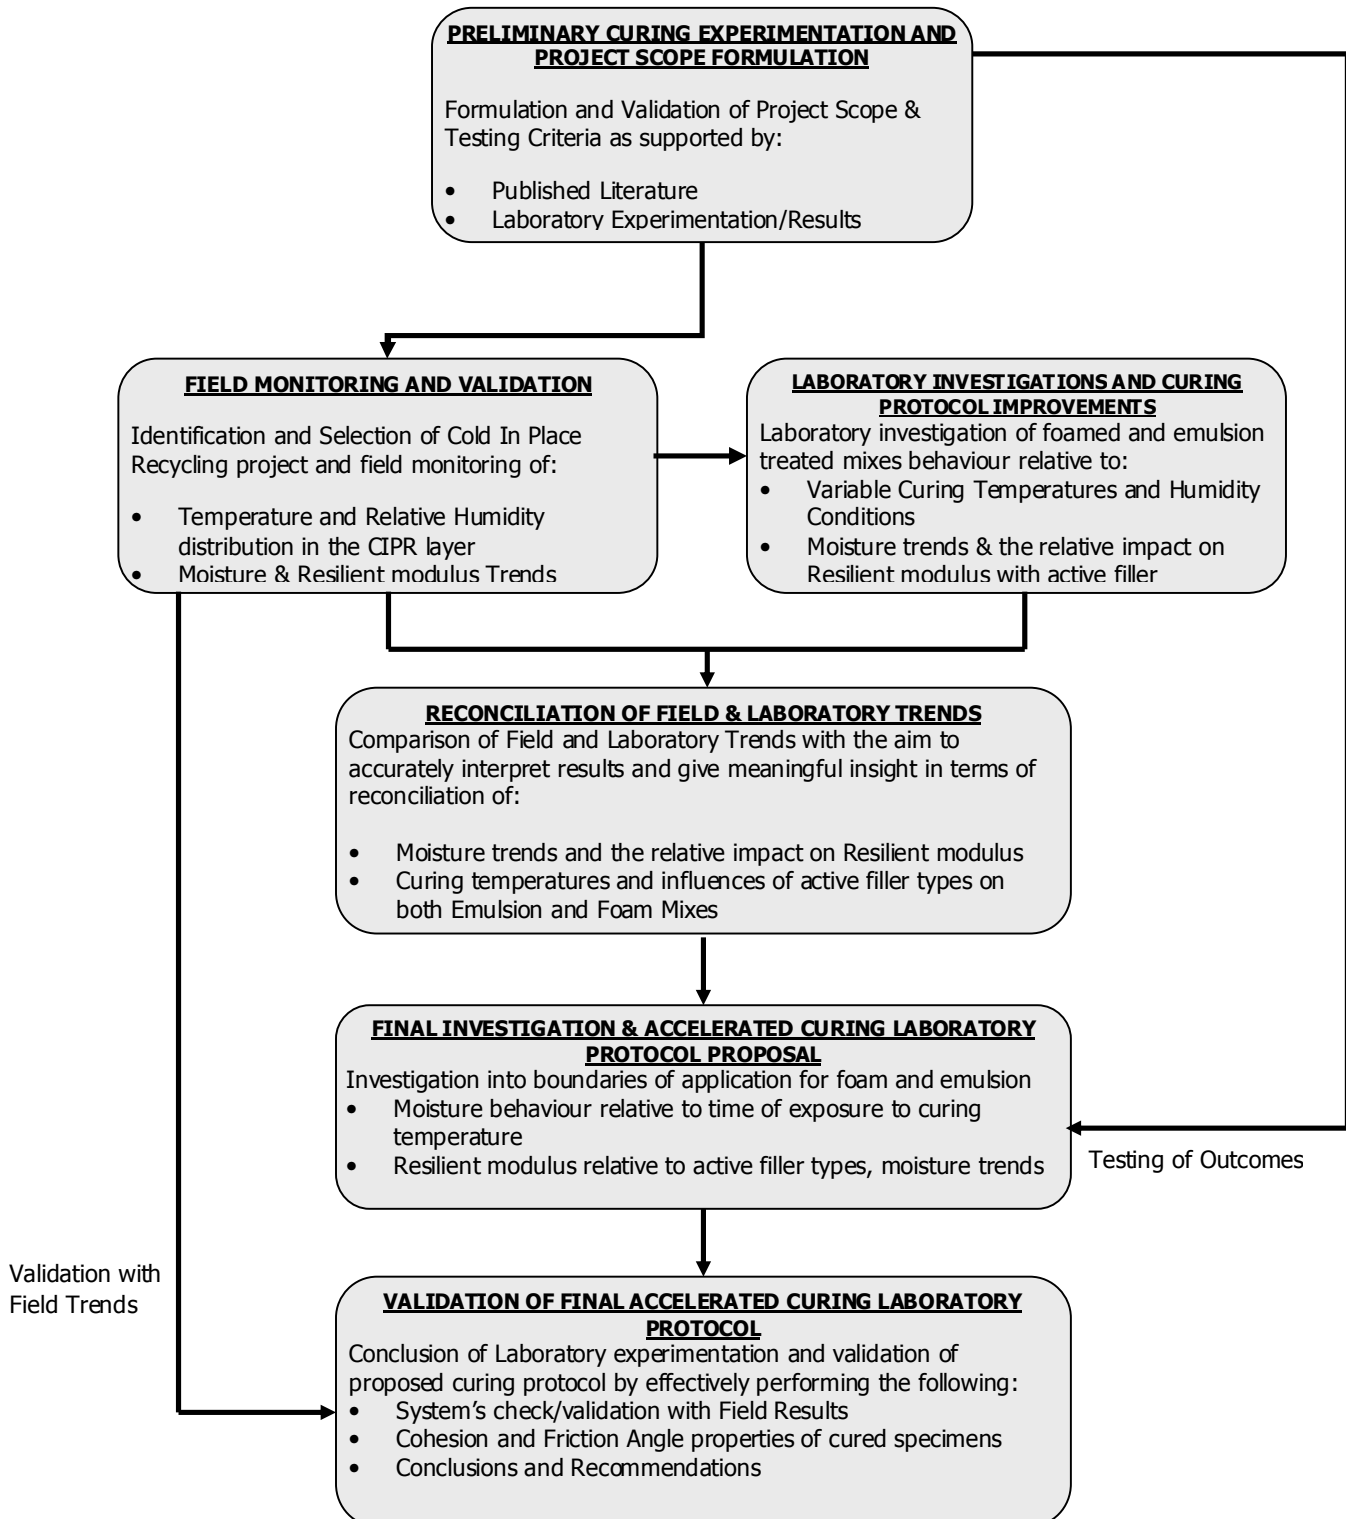 PRELIMINARY CURING EXPERIMENTATION AND
PROJECT SCOPE FORMULATION
Formulation and Validation of Project Scope &
Testing Criteria as supported by:
• Published Literature
• Laboratory Experimentation/Results
FIELD MONITORING AND VALIDATION
Identification and Selection of Cold In Place
Recycling project and field monitoring of:
• Temperature and Relative Humidity
distribution in the CIPR layer
• Moisture & Resilient modulus Trends
LABORATORY INVESTIGATIONS AND CURING
PROTOCOL IMPROVEMENTS
Laboratory investigation of foamed and emulsion
treated mixes behaviour relative to:
• Variable Curing Temperatures and Humidity
Conditions
• Moisture trends & the relative impact on
Resilient modulus with active filler
RECONCILIATION OF FIELD & LABORATORY TRENDS
Comparison of Field and Laboratory Trends with the aim to
accurately interpret results and give meaningful insight in terms of
reconciliation of:
• Moisture trends and the relative impact on Resilient modulus
• Curing temperatures and influences of active filler types on
both Emulsion and Foam Mixes
FINAL INVESTIGATION & ACCELERATED CURING LABORATORY
PROTOCOL PROPOSAL
Investigation into boundaries of application for foam and emulsion
• Moisture behaviour relative to time of exposure to curing
temperature
• Resilient modulus relative to active filler types, moisture trends
Testing of Outcomes
Validation with
Field Trends
VALIDATION OF FINAL ACCELERATED CURING LABORATORY
PROTOCOL
Conclusion of Laboratory experimentation and validation of
proposed curing protocol by effectively performing the following:
• System's check/validation with Field Results
• Cohesion and Friction Angle properties of cured specimens
• Conclusions and Recommendations